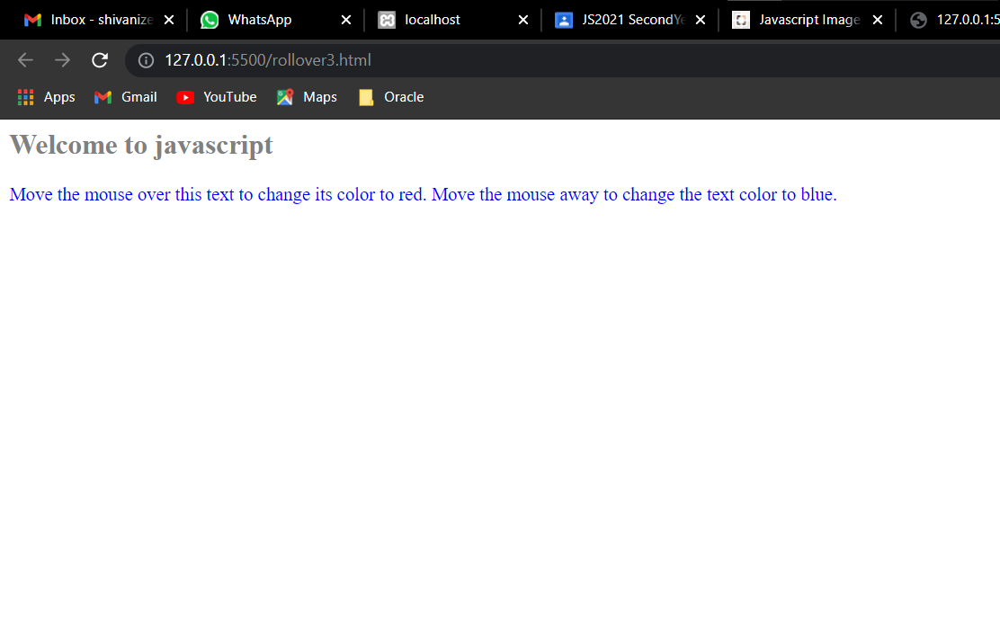 Inbox - shivanize
WhatsApp
localhost
JS2021 SecondYe
Javascript Image
127.0.0.1:5
127.0.0.1:5500/rollover3.html
Apps
Gmail
YouTube
Maps
Oracle
Welcome to javascript
Move the mouse over this text to change its color to red. Move the mouse away to change the text color to blue.